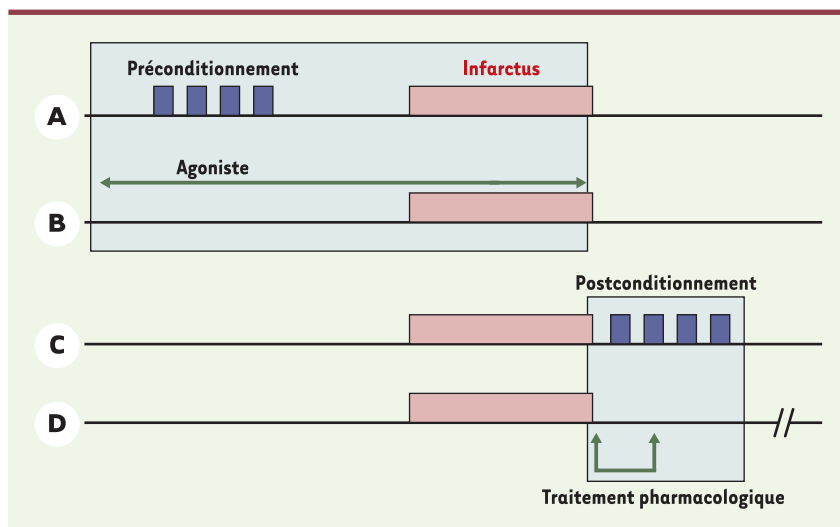 Préconditionnement
Infarctus
A
Agoniste
B
Postconditionnement
C
D
Traitement pharmacologique